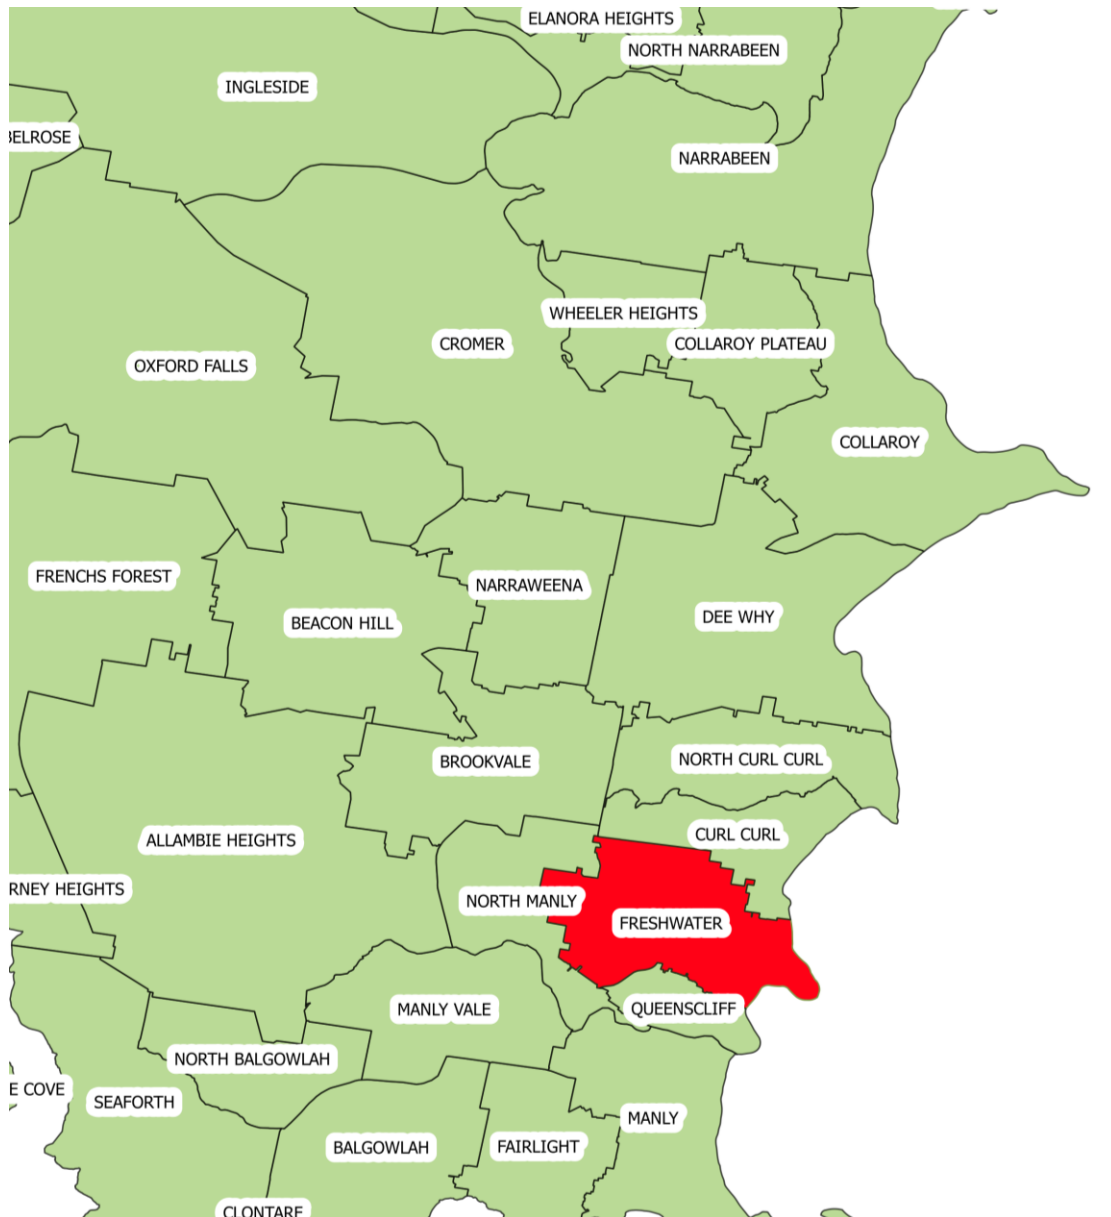 ELANORA HEIGHTS
NORTH NARRABEEN
INGLESIDE
BELROSE
NARRABEEN
WHEELER HEIGHTS
CROMER
COLLAROY PLATEAU
OXFORD FALLS
COLLAROY
FRENCHS FOREST
NARRAWEENA
DEE WHY
BEACON HILL
NORTH CURL CURL
BROOKVALE
CURL CURL
ALLAMBIE HEIGHTS
RNEY HEIGHTS
NORTH MANLY
FRESHWATER
MANLY VALE
QUEENSCLIFF
NORTH BALGOWLAH
E COVE
SEAFORTH
MANLY
BALGOWLAH
FAIRLIGHT
CLONTARF